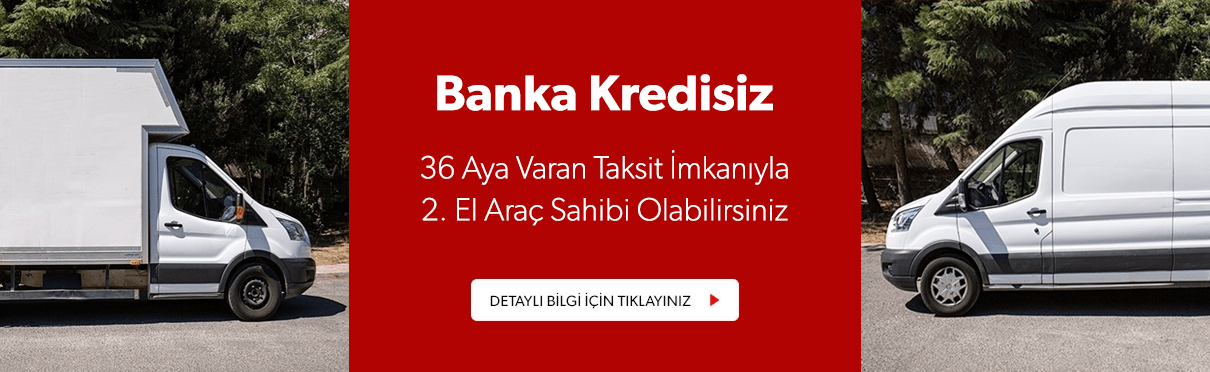 Banka Kredisiz
36 Aya Varan Taksit İmkanıyla
2. El Araç Sahibi Olabilirsiniz
DETAYLI BİLGİ İÇİN TIKLAYINIZ